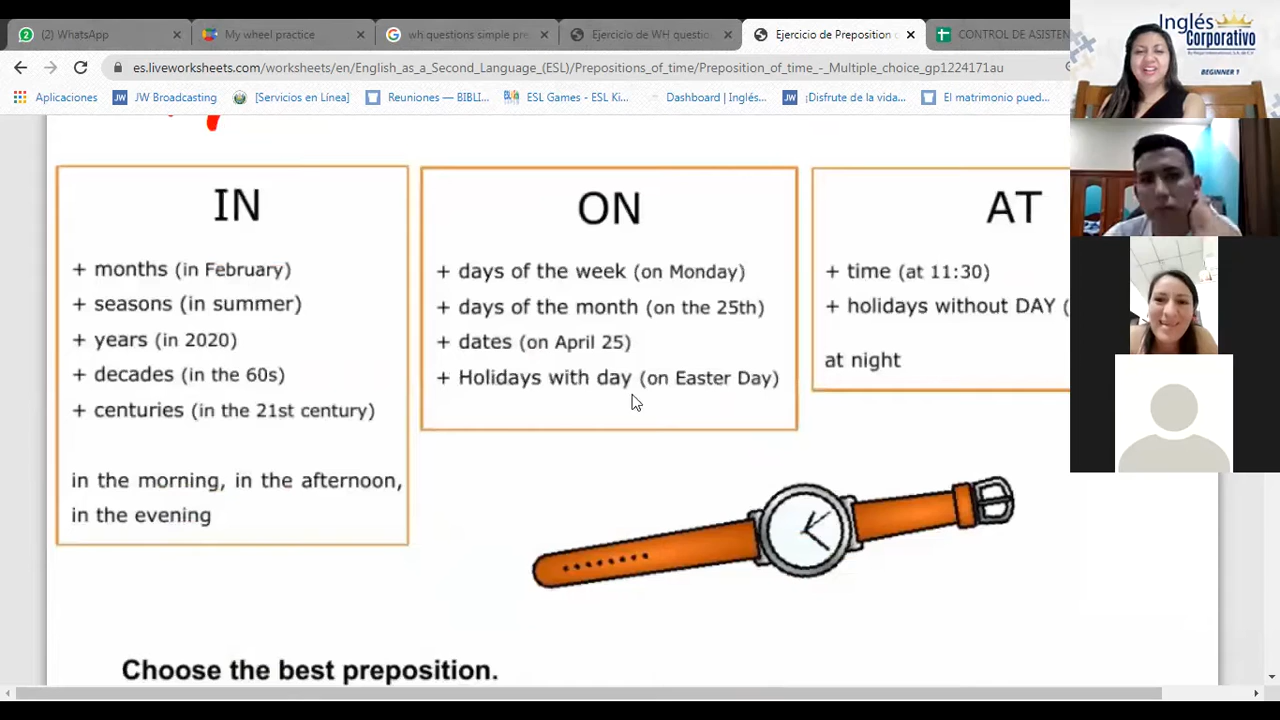 (2) WhatsApp
My wheel practice
wh questions simple pr
Ejercicio de WH questio
Ejercicio de Preposition o
CONTROL DE ASISTEN
es.liveworksheets.com/worksheets/en/English_as_a_Second_Language_(ESL)/Prepositions_of_time/Preposition_of_time_-_Multiple_choice_gp1224171au
Aplicaciones
JW Broadcasting
[Servicios en Línea]
Reuniones — BIBLI...
ESL Games - ESL Ki...
Dashboard | Inglés...
¡Disfrute de la vida...
El matrimonio pued...
Inglés
Corporativo
BEGINNER 1
IN
+ months (in February)
+ seasons (in summer)
+ years (in 2020)
+ decades (in the 60s)
+ centuries (in the 21st century)
in the morning, in the afternoon,
in the evening
ON
+ days of the week (on Monday)
+ days of the month (on the 25th)
+ dates (on April 25)
+ Holidays with day (on Easter Day)
AT
+ time (at 11:30)
+ holidays without DAY (
at night
Choose the best preposition.